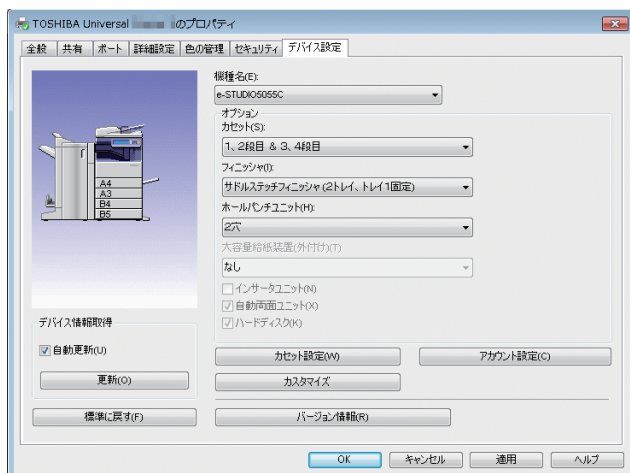 TOSHIBA Universal のプロパティ
全般 共有 ポート 詳細設定 色の管理 セキュリティ デバイス設定
機種名(E):
e-STUDIO5055C
オプション
カセット(S):
1、2段目 & 3、4段目
フィニッシャ(I):
サドルステッチフィニッシャ(2トレイ、トレイ1固定)
ホールパンチユニット(H):
2穴
大容量給紙装置(外付け)(T)
なし
インサータユニット(N)
自動両面ユニット(X)
ハードディスク(K)
A4
A3
B4
B5
デバイス情報取得
自動更新(U)
更新(O)
カセット設定(W) アカウント設定(C)
カスタマイズ
標準に戻す(F) バージョン情報(R)
OK キャンセル 適用 ヘルプ